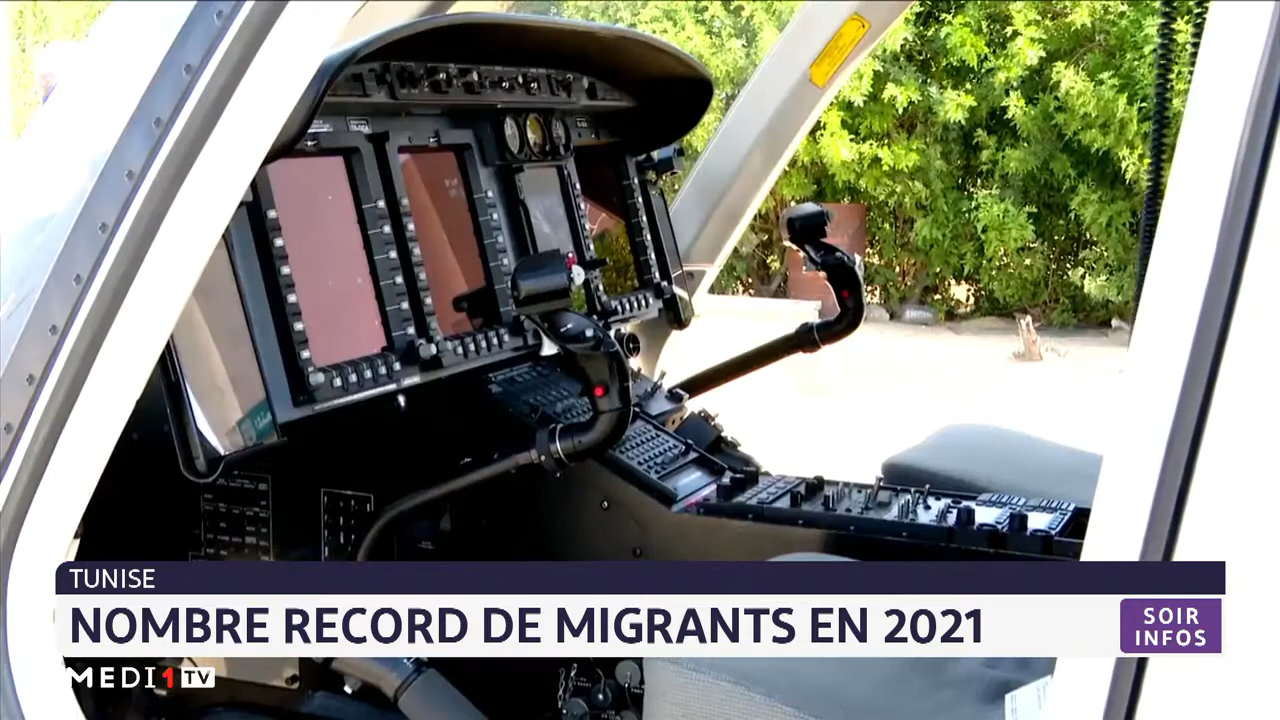 TUNISE
NOMBRE RECORD DE MIGRANTS EN 2021
SOIR
INFOS
MEDI1TV